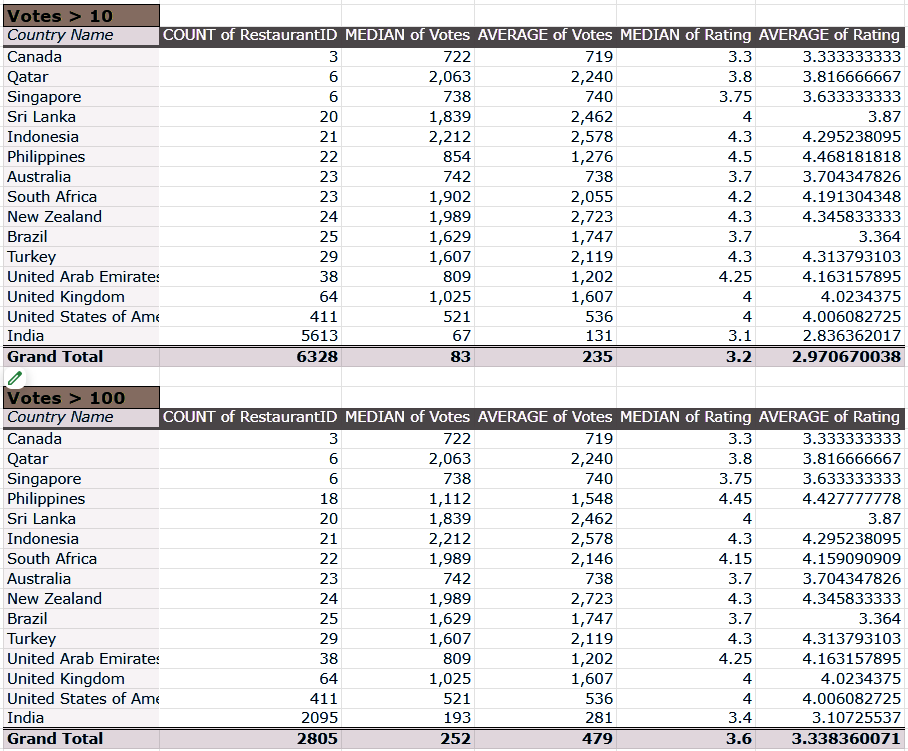 Votes > 10
Country Name COUNT of RestaurantID MEDIAN of Votes AVERAGE of Votes MEDIAN of Rating AVERAGE of Rating
Canada 3 722 719 3.3 3.333333333
Qatar 6 2,063 2,240 3.8 3.816666667
Singapore 6 738 740 3.75 3.633333333
Sri Lanka 20 1,839 2,462 4 3.87
Indonesia 21 2,212 2,578 4.3 4.295238095
Philippines 22 854 1,276 4.5 4.468181818
Australia 23 742 738 3.7 3.704347826
South Africa 23 1,902 2,055 4.2 4.191304348
New Zealand 24 1,989 2,723 4.3 4.345833333
Brazil 25 1,629 1,747 3.7 3.364
Turkey 29 1,607 2,119 4.3 4.313793103
United Arab Emirates 38 809 1,202 4.25 4.163157895
United Kingdom 64 1,025 1,607 4 4.0234375
United States of Ame 411 521 536 4 4.006082725
India 5613 67 131 3.1 2.836362017
Grand Total 6328 83 235 3.2 2.970670038
Votes > 100
Country Name COUNT of RestaurantID MEDIAN of Votes AVERAGE of Votes MEDIAN of Rating AVERAGE of Rating
Canada 3 722 719 3.3 3.333333333
Qatar 6 2,063 2,240 3.8 3.816666667
Singapore 6 738 740 3.75 3.633333333
Philippines 18 1,112 1,548 4.45 4.427777778
Sri Lanka 20 1,839 2,462 4 3.87
Indonesia 21 2,212 2,578 4.3 4.295238095
South Africa 22 1,989 2,146 4.15 4.159090909
Australia 23 742 738 3.7 3.704347826
New Zealand 24 1,989 2,723 4.3 4.345833333
Brazil 25 1,629 1,747 3.7 3.364
Turkey 29 1,607 2,119 4.3 4.313793103
United Arab Emirates 38 809 1,202 4.25 4.163157895
United Kingdom 64 1,025 1,607 4 4.0234375
United States of Ame 411 521 536 4 4.006082725
India 2095 193 281 3.4 3.10725537
Grand Total 2805 252 479 3.6 3.338360071